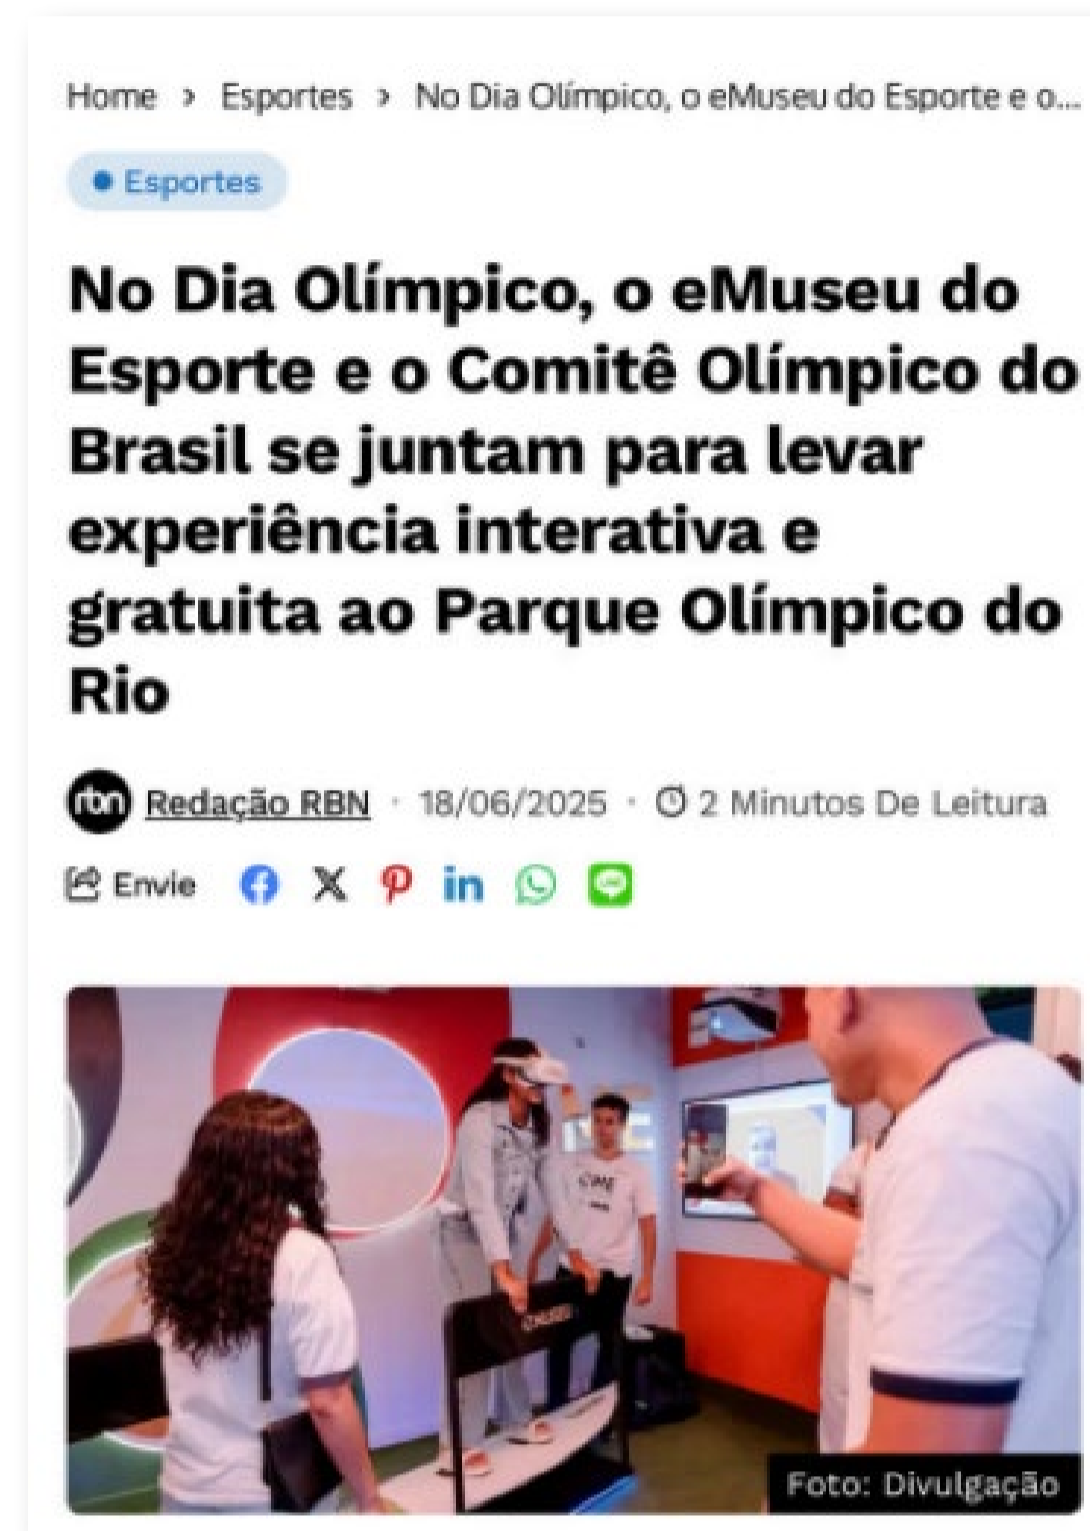 Home › Esportes › No Dia Olímpico, o eMuseu do Esporte e o...
Esportes
No Dia Olímpico, o eMuseu do
Esporte e o Comitê Olímpico do
Brasil se juntam para levar
experiência interativa e
gratuita ao Parque Olímpico do
Rio
rbn Redação RBN · 18/06/2025 · 2 Minutos De Leitura
Envie
Foto: Divulgação